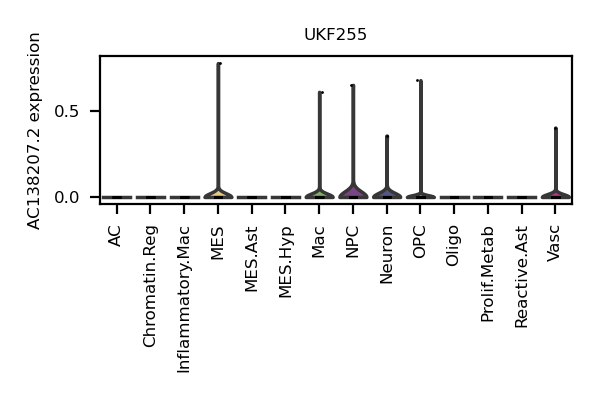 UKF255
AC138207.2 expression
0.5
0.0
AC
Chromatin.Reg
Inflammatory.Mac
MES
MES.Ast
MES.Hyp
Mac
NPC
Neuron
OPC
Oligo
Prolif.Metab
Reactive.Ast
Vasc